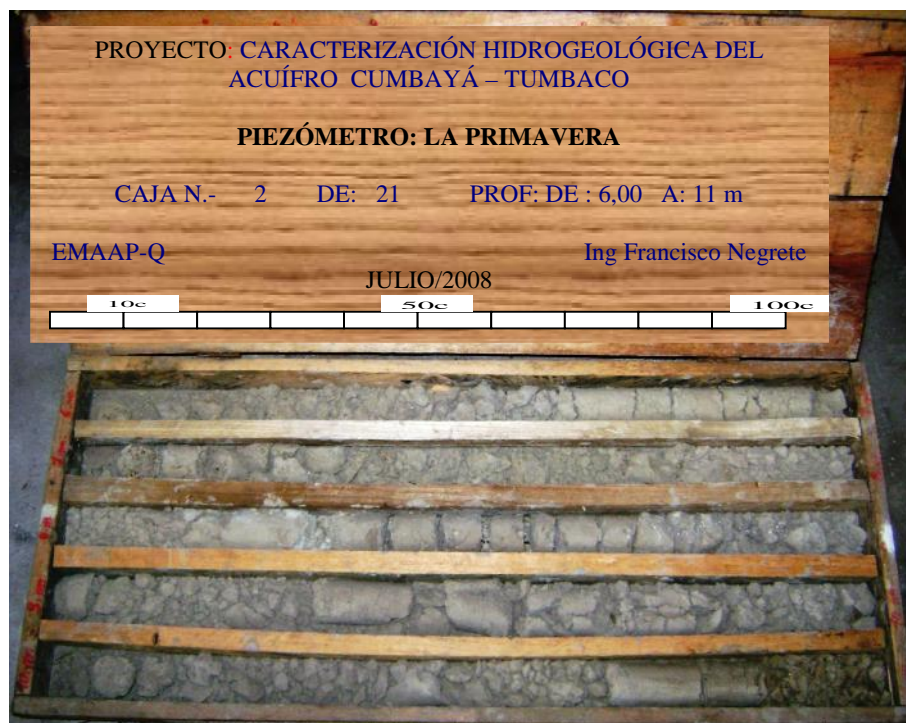 PROYECTO: CARACTERIZACIÓN HIDROGEOLÓGICA DEL
ACUÍFRO CUMBAYÁ – TUMBACO
PIEZÓMETRO: LA PRIMAVERA
CAJA N.- 2 DE: 21 PROF: DE : 6,00 A: 11 m
EMAAP-Q Ing Francisco Negrete
JULIO/2008
10c 50c 100c